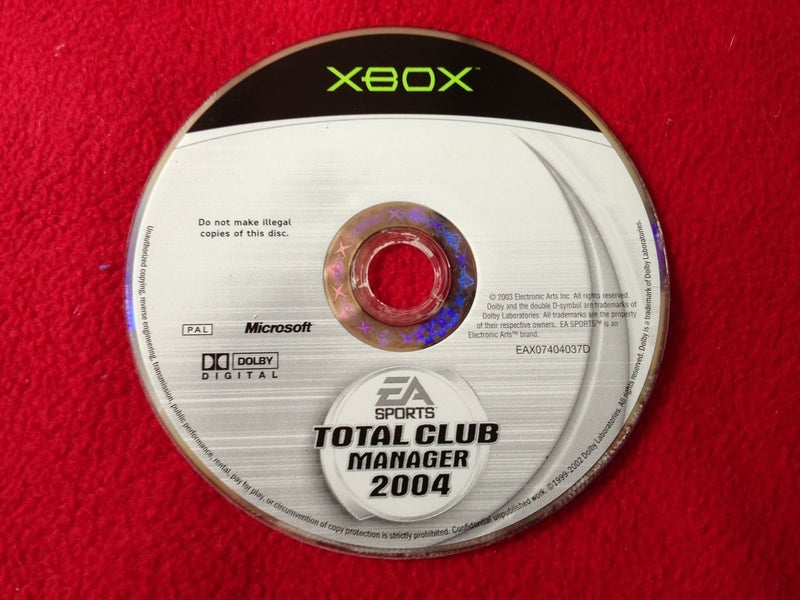 XBOX™
Do not make illegal
copies of this disc.
© 2003 Electronic Arts Inc. All rights reserved.
Dolby and the double D-symbol are trademarks of
Dolby Laboratories. All trademarks are the property
of their respective owners. EA SPORTS™ is an
Electronic Arts™ brand.
EAX07404037D
PAL
Microsoft
DOLBY
DIGITAL
EA
SPORTS™
TOTAL CLUB
MANAGER
2004
Unauthorized copying, reverse engineering, transmission, public performance, rental, pay for play, or circumvention of copy protection is strictly prohibited. Confidential unpublished work. ©1999-2002 Dolby Laboratories. All rights reserved. Dolby is a trademark of Dolby Laboratories.